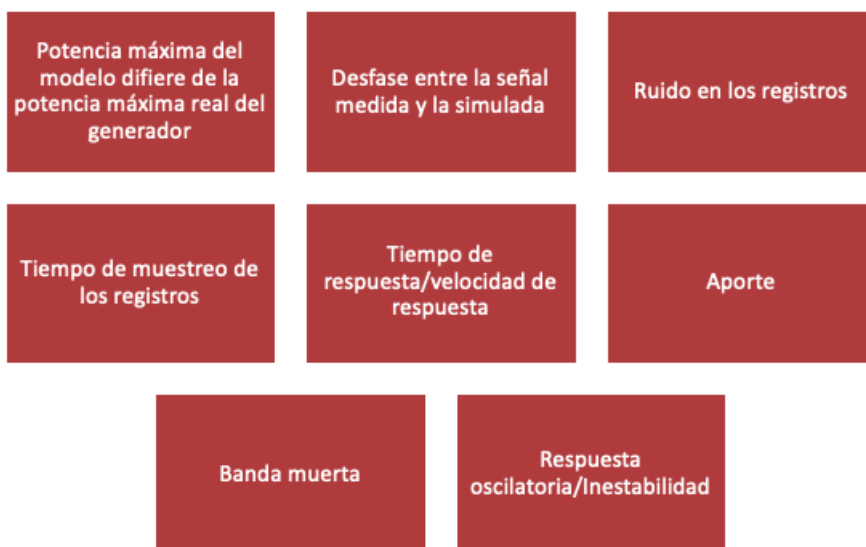 Potencia máxima del
modelo difiere de la
potencia máxima real del
generador
Desfase entre la señal
medida y la simulada
Ruido en los registros
Tiempo de muestreo de
los registros
Tiempo de
respuesta/velocidad de
respuesta
Aporte
Banda muerta
Respuesta
oscilatoria/Inestabilidad